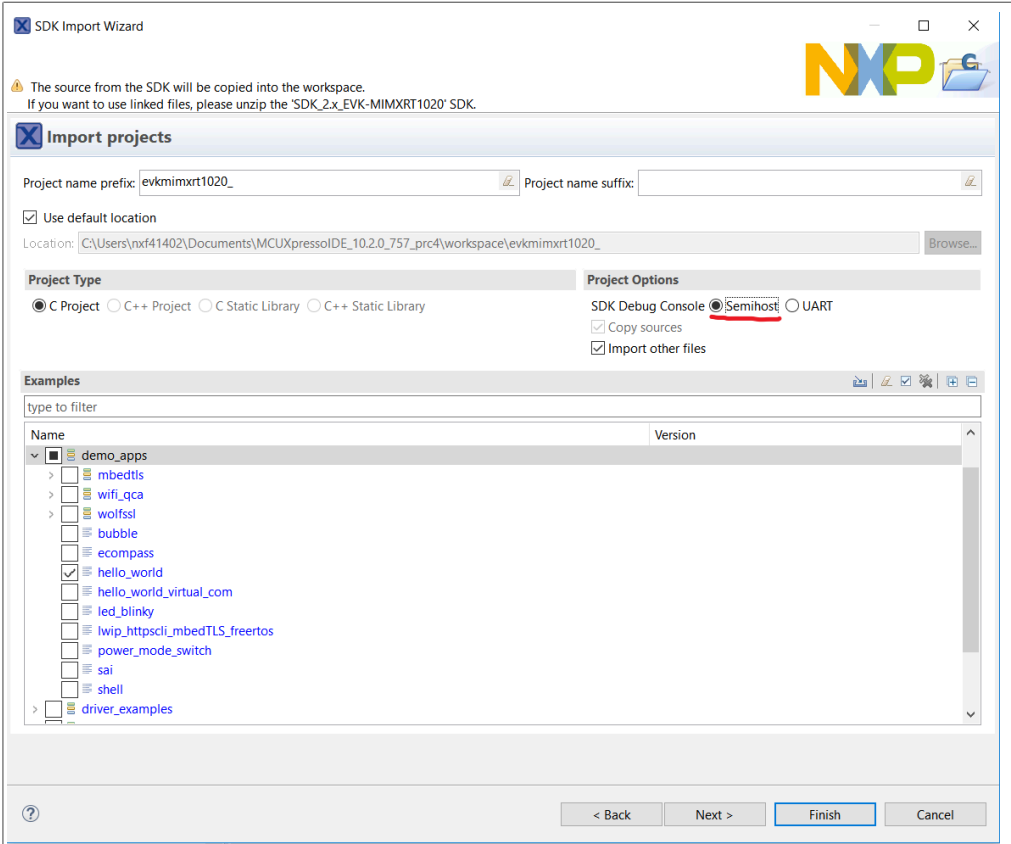 SDK Import Wizard
NXP
C
The source from the SDK will be copied into the workspace.
If you want to use linked files, please unzip the 'SDK_2.x_EVK-MIMXRT1020' SDK.
Import projects
Project name prefix: evkmimxrt1020_ Project name suffix:
Use default location
Location: C:\Users\nxf41402\Documents\MCUXpressoIDE_10.2.0_757_prc4\workspace\evkmimxrt1020_ Browse...
Project Type
C Project C++ Project C Static Library C++ Static Library
Project Options
SDK Debug Console Semihost UART
Copy sources
Import other files
Examples
type to filter
Name Version
demo_apps
mbedtls
wifi_qca
wolfssl
bubble
ecompass
hello_world
hello_world_virtual_com
led_blinky
lwip_httpscli_mbedTLS_freertos
power_mode_switch
sai
shell
driver_examples
? < Back Next > Finish Cancel